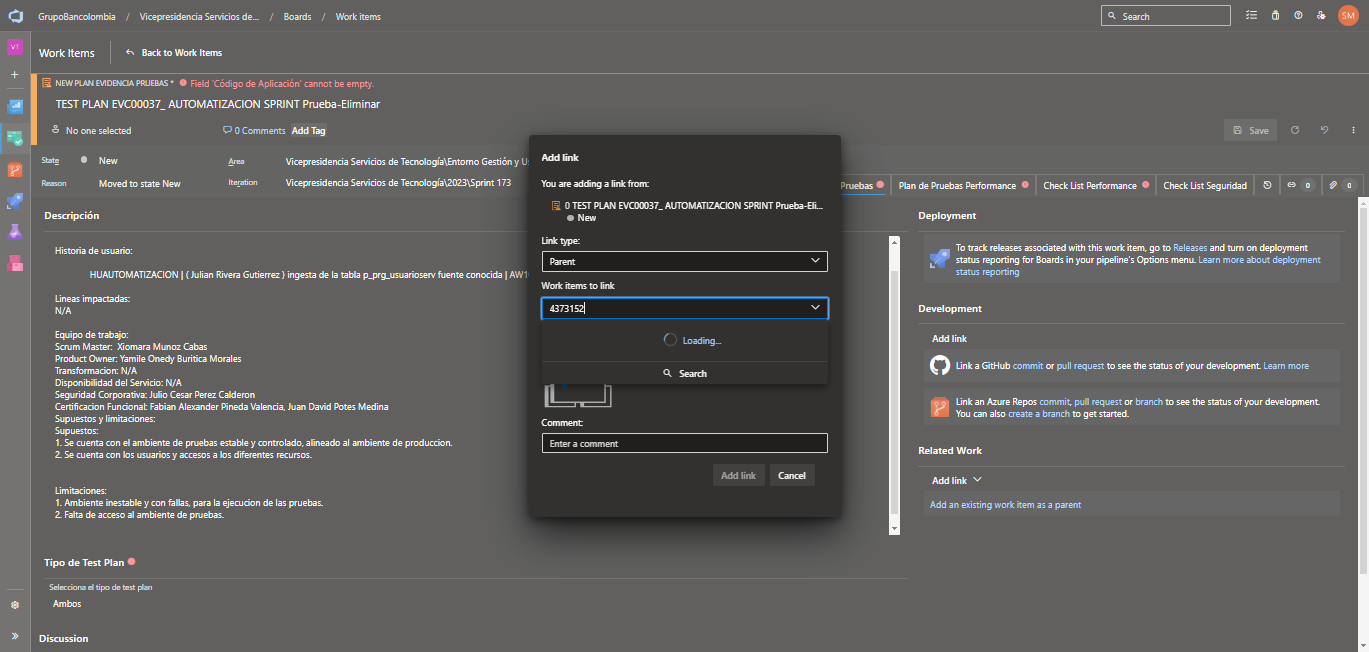 GrupoBancolombia / Vicepresidencia Servicios de... / Boards / Work items
Search
SM
VT
Work Items
Back to Work Items
NEW PLAN EVIDENCIA PRUEBAS * Field 'Código de Aplicación' cannot be empty.
TEST PLAN EVC00037_ AUTOMATIZACION SPRINT Prueba-Eliminar
No one selected
0 Comments
Add Tag
Save
State
New
Area
Vicepresidencia Servicios de Tecnología\Entorno Gestión y Us
Reason
Moved to state New
Iteration
Vicepresidencia Servicios de Tecnología\2023\Sprint 173
Pruebas
Plan de Pruebas Performance
Check List Performance
Check List Seguridad
0
0
Descripción
Historia de usuario:
HUAUTOMATIZACION | ( Julian Rivera Gutierrez ) ingesta de la tabla p_prg_usuarioserv fuente conocida | AW1
Lineas impactadas:
N/A
Equipo de trabajo:
Scrum Master: Xiomara Munoz Cabas
Product Owner: Yamile Onedy Buritica Morales
Transformacion: N/A
Disponibilidad del Servicio: N/A
Seguridad Corporativa: Julio Cesar Perez Calderon
Certificacion Funcional: Fabian Alexander Pineda Valencia, Juan David Potes Medina
Supuestos y limitaciones:
Supuestos:
1. Se cuenta con el ambiente de pruebas estable y controlado, alineado al ambiente de produccion.
2. Se cuenta con los usuarios y accesos a los diferentes recursos.
Limitaciones:
1. Ambiente inestable y con fallas, para la ejecucion de las pruebas.
2. Falta de acceso al ambiente de pruebas.
Tipo de Test Plan
Selecciona el tipo de test plan
Ambos
Discussion
Add link
You are adding a link from:
0 TEST PLAN EVC00037_ AUTOMATIZACION SPRINT Prueba-Eli...
New
Link type:
Parent
Work items to link
4373152
Loading...
Search
Comment:
Enter a comment
Add link
Cancel
Deployment
To track releases associated with this work item, go to Releases and turn on deployment
status reporting for Boards in your pipeline's Options menu. Learn more about deployment
status reporting
Development
Add link
Link a GitHub commit or pull request to see the status of your development. Learn more
Link an Azure Repos commit, pull request or branch to see the status of your development.
You can also create a branch to get started.
Related Work
Add link
Add an existing work item as a parent